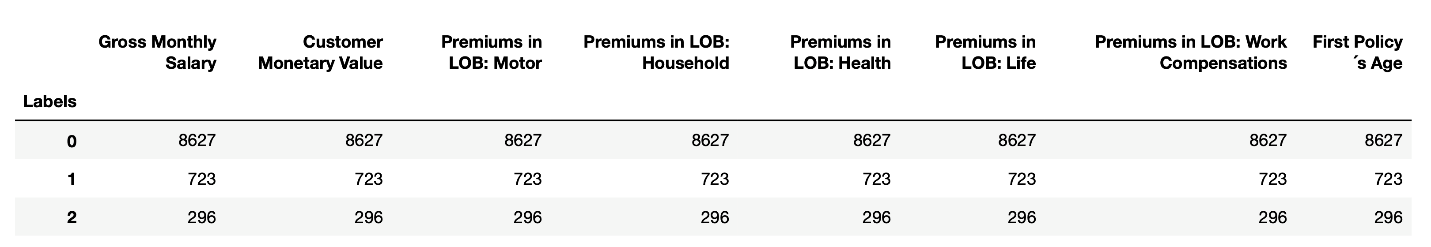 Gross Monthly Salary Customer Monetary Value Premiums in LOB: Motor Premiums in LOB: Household Premiums in LOB: Health Premiums in LOB: Life Premiums in LOB: Work Compensations First Policy ´s Age
Labels
0 8627 8627 8627 8627 8627 8627 8627 8627
1 723 723 723 723 723 723 723 723
2 296 296 296 296 296 296 296 296